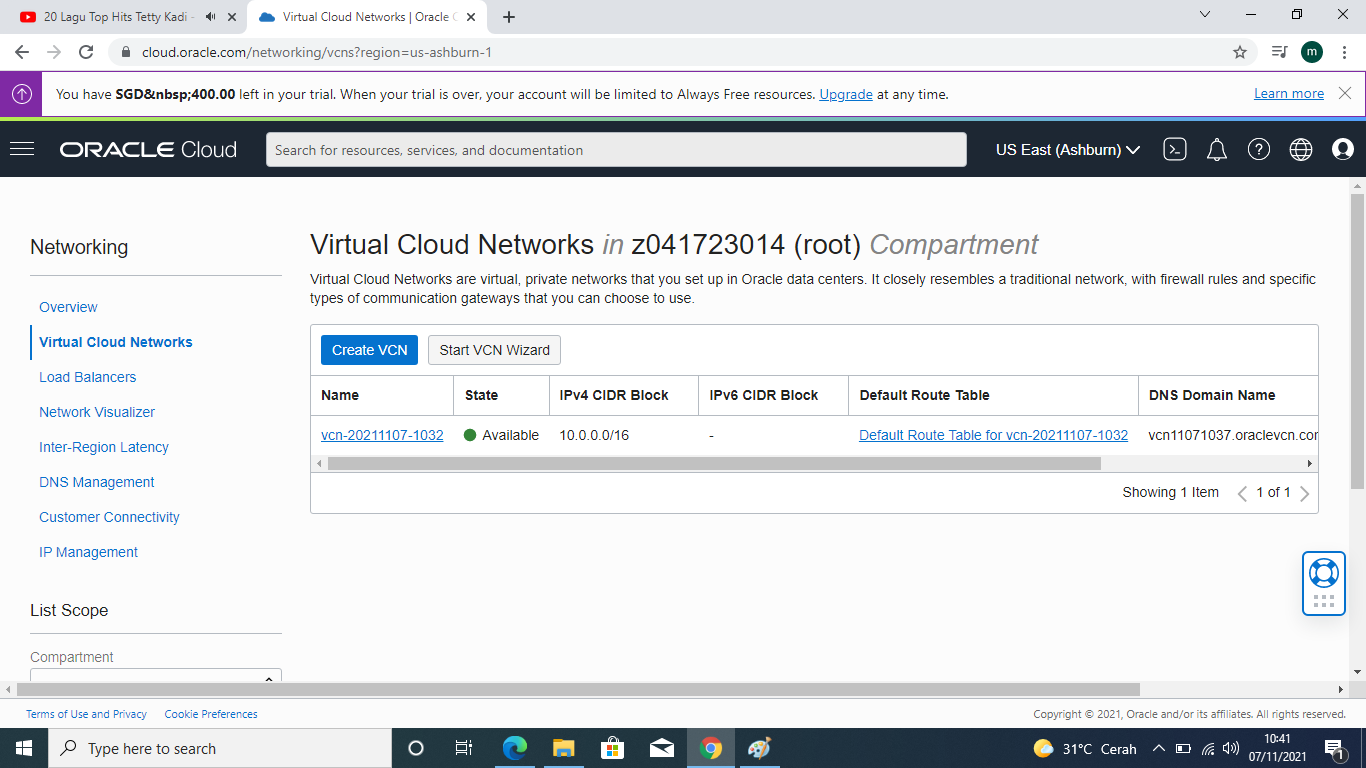 20 Lagu Top Hits Tetty Kadi -
Virtual Cloud Networks | Oracle C
cloud.oracle.com/networking/vcns?region=us-ashburn-1
m
You have SGD&nbsp;400.00 left in your trial. When your trial is over, your account will be limited to Always Free resources. Upgrade at any time.
Learn more
ORACLE Cloud
Search for resources, services, and documentation
US East (Ashburn)
Networking
Overview
Virtual Cloud Networks
Load Balancers
Network Visualizer
Inter-Region Latency
DNS Management
Customer Connectivity
IP Management
List Scope
Compartment
Virtual Cloud Networks in z041723014 (root) Compartment
Virtual Cloud Networks are virtual, private networks that you set up in Oracle data centers. It closely resembles a traditional network, with firewall rules and specific
types of communication gateways that you can choose to use.
Create VCN Start VCN Wizard
Name State IPv4 CIDR Block IPv6 CIDR Block Default Route Table DNS Domain Name
vcn-20211107-1032 Available 10.0.0.0/16 - Default Route Table for vcn-20211107-1032 vcn11071037.oraclevcn.com
Showing 1 Item 1 of 1
Terms of Use and Privacy Cookie Preferences
Copyright © 2021, Oracle and/or its affiliates. All rights reserved.
Type here to search
31°C Cerah
10:41
07/11/2021
1